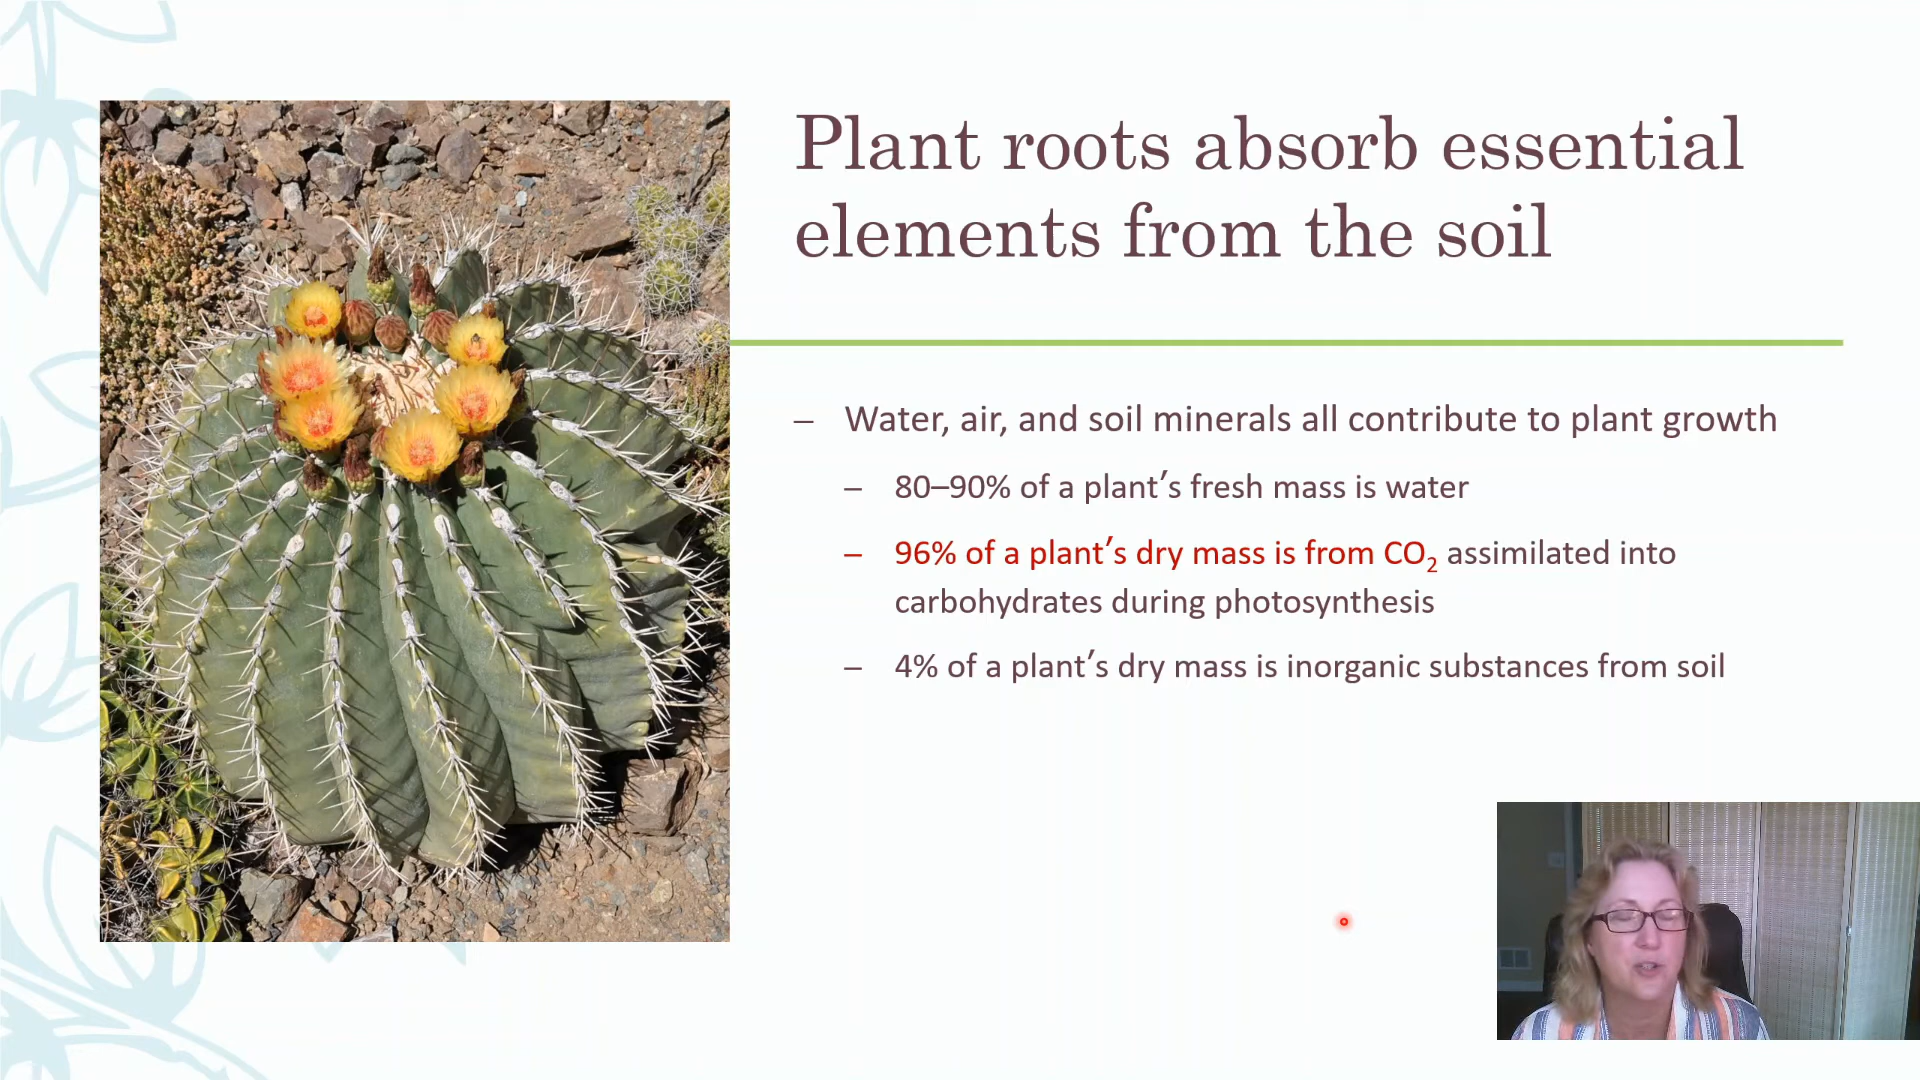 Plant roots absorb essential
elements from the soil
– Water, air, and soil minerals all contribute to plant growth
– 80–90% of a plant’s fresh mass is water
– 96% of a plant’s dry mass is from CO₂ assimilated into
carbohydrates during photosynthesis
– 4% of a plant’s dry mass is inorganic substances from soil